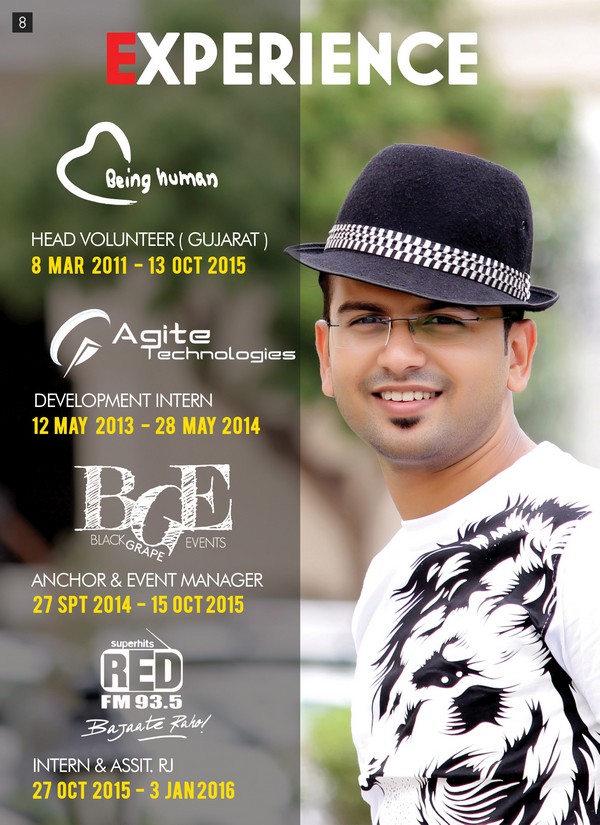 8
EXPERIENCE
Being human
HEAD VOLUNTEER ( GUJARAT )
8 MAR 2011 – 13 OCT 2015
Agite
Technologies
DEVELOPMENT INTERN
12 MAY 2013 – 28 MAY 2014
BGE
BLACK GRAPE EVENTS
ANCHOR & EVENT MANAGER
27 SPT 2014 – 15 OCT 2015
superhits
RED
FM 93.5
Bajaate Raho!
INTERN & ASSIT. RJ
27 OCT 2015 – 3 JAN 2016